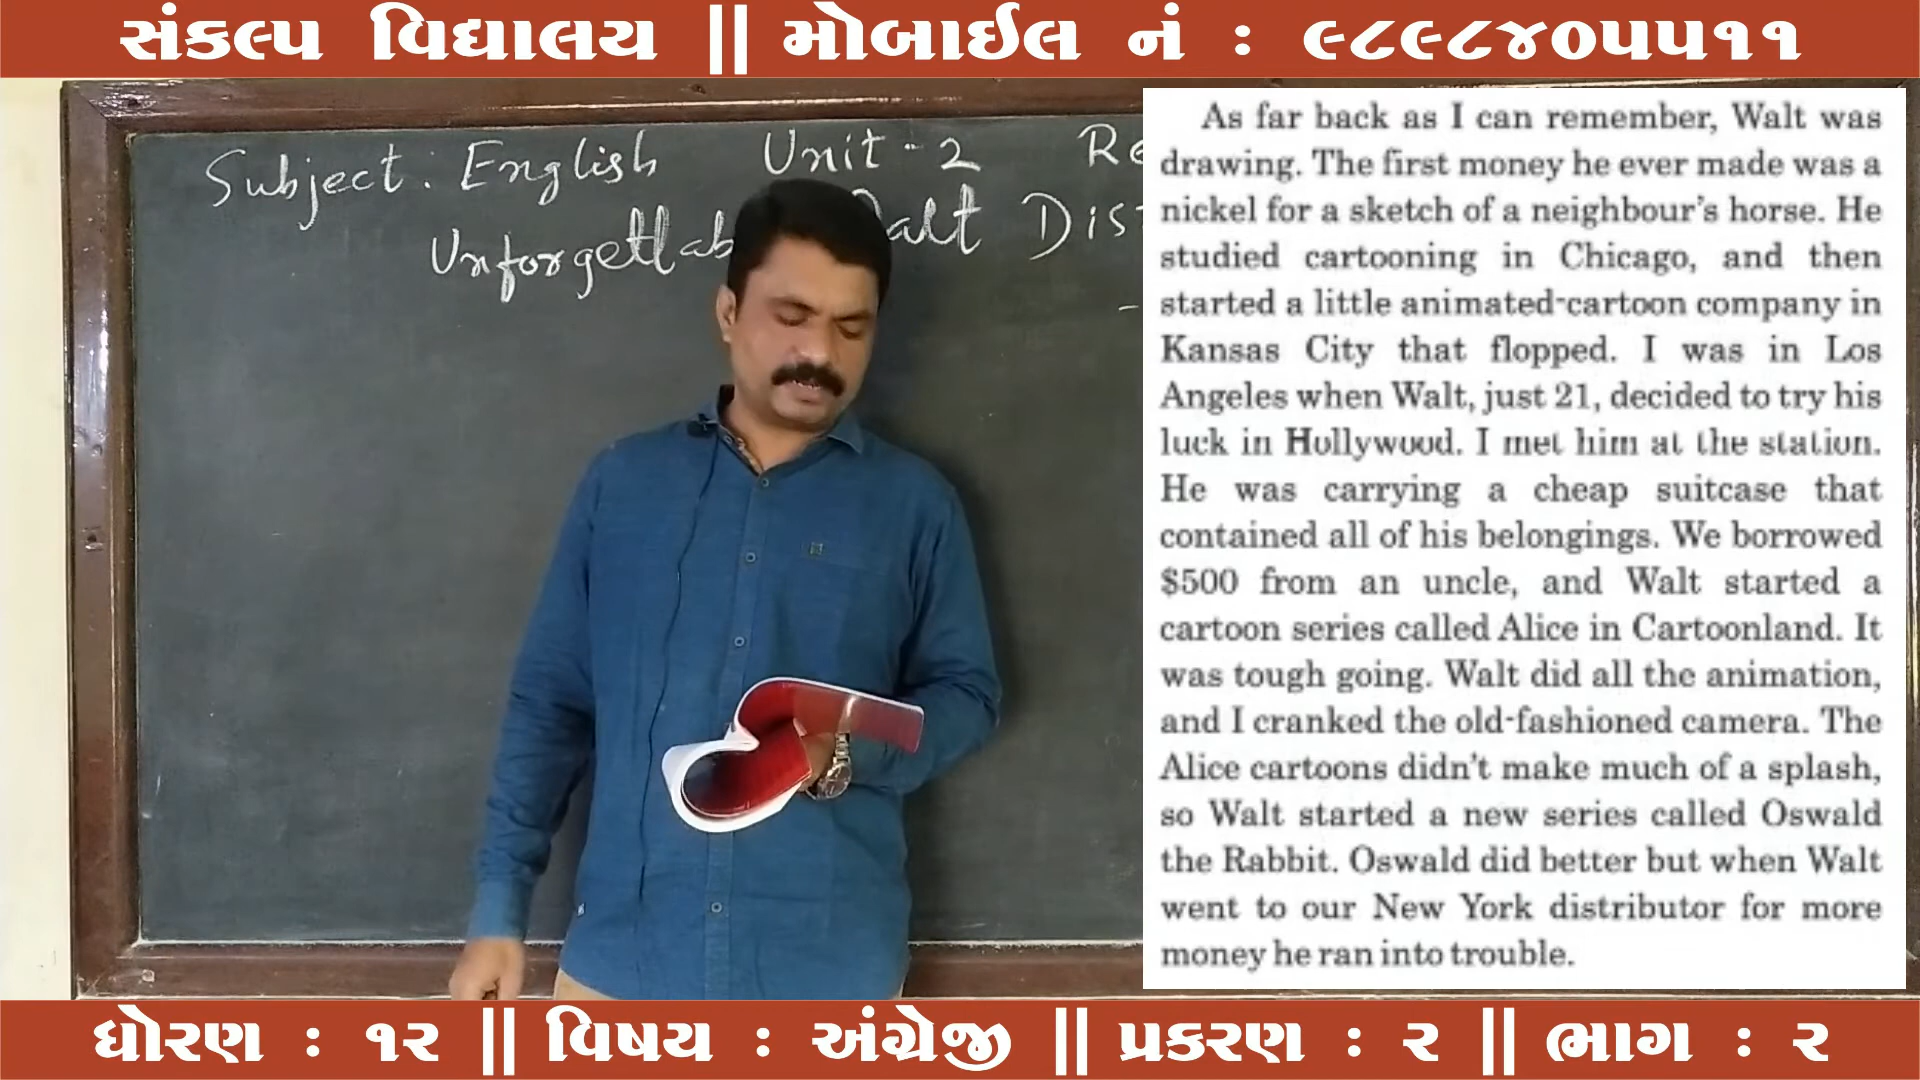 સંકલ્પ વિદ્યાલય || મોબાઈલ નં : ૯૮૯૮૪૦૫૫૧૧
Subject : English Unit - 2 Re
Walt Dis
As far back as I can remember, Walt was
drawing. The first money he ever made was a
nickel for a sketch of a neighbour's horse. He
studied cartooning in Chicago, and then
started a little animated-cartoon company in
Kansas City that flopped. I was in Los
Angeles when Walt, just 21, decided to try his
luck in Hollywood. I met him at the station.
He was carrying a cheap suitcase that
contained all of his belongings. We borrowed
$500 from an uncle, and Walt started a
cartoon series called Alice in Cartoonland. It
was tough going. Walt did all the animation,
and I cranked the old-fashioned camera. The
Alice cartoons didn't make much of a splash,
so Walt started a new series called Oswald
the Rabbit. Oswald did better but when Walt
went to our New York distributor for more
money he ran into trouble.
ધોરણ : ૧૨ || વિષય : અંગ્રેજી || પ્રકરણ : ૨ || ભાગ : ૨